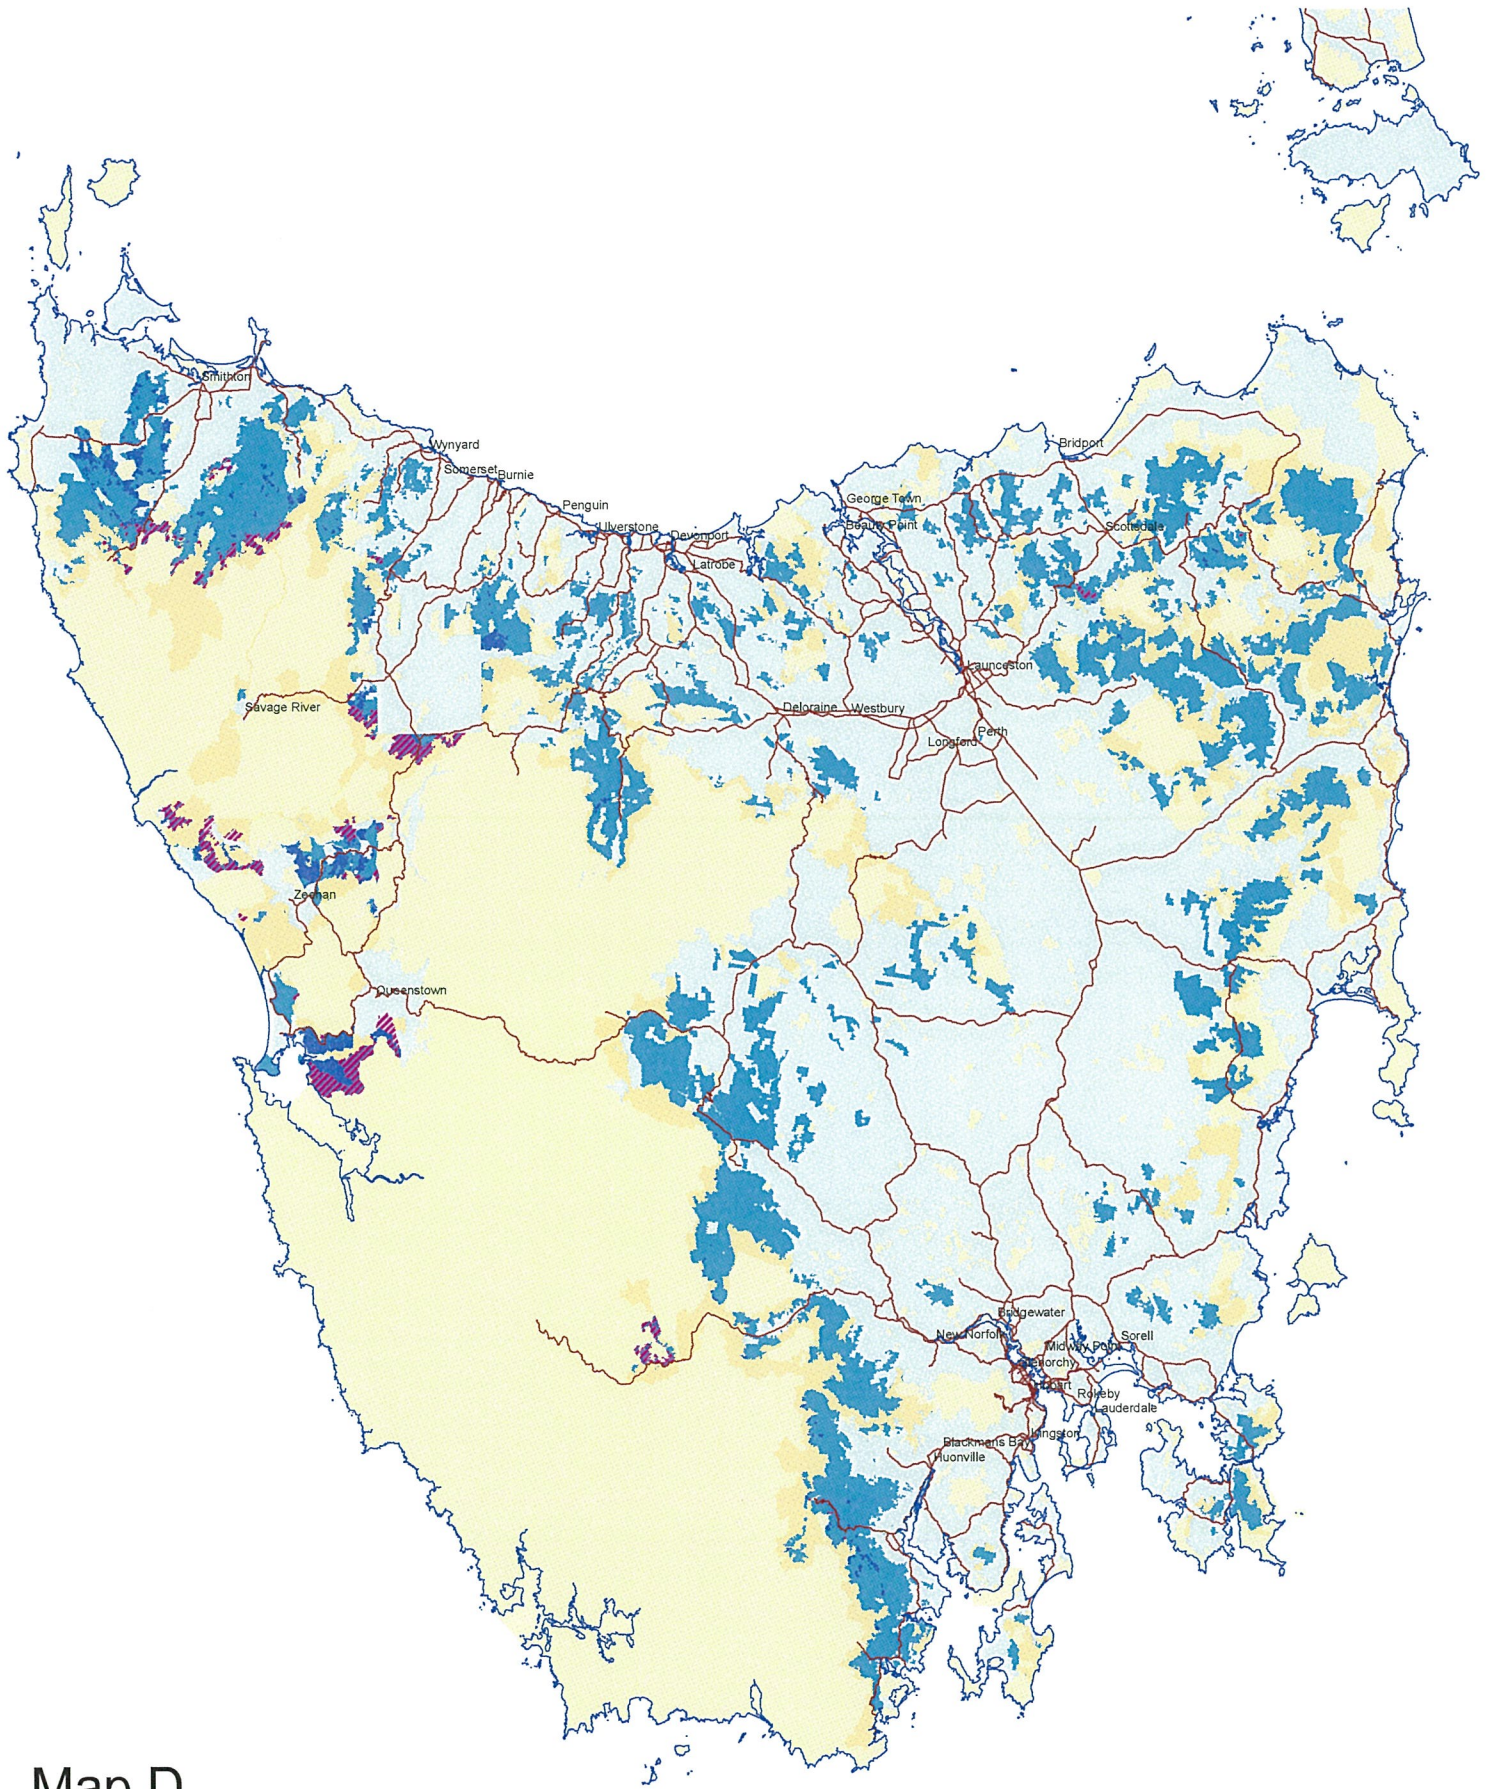 Smithton
Wynyard
Somerset
Burnie
Penguin
Ulverstone
Devonport
Latrobe
George Town
Beauty Point
Bridport
Scottsdale
Launceston
Savage River
Deloraine
Westbury
Perth
Longford
Zeehan
Queenstown
Bridgewater
New Norfolk
Midway Point
Sorell
Glenorchy
Hobart
Rokeby
Lauderdale
Kingston
Blackmans Bay
Huonville
Map D